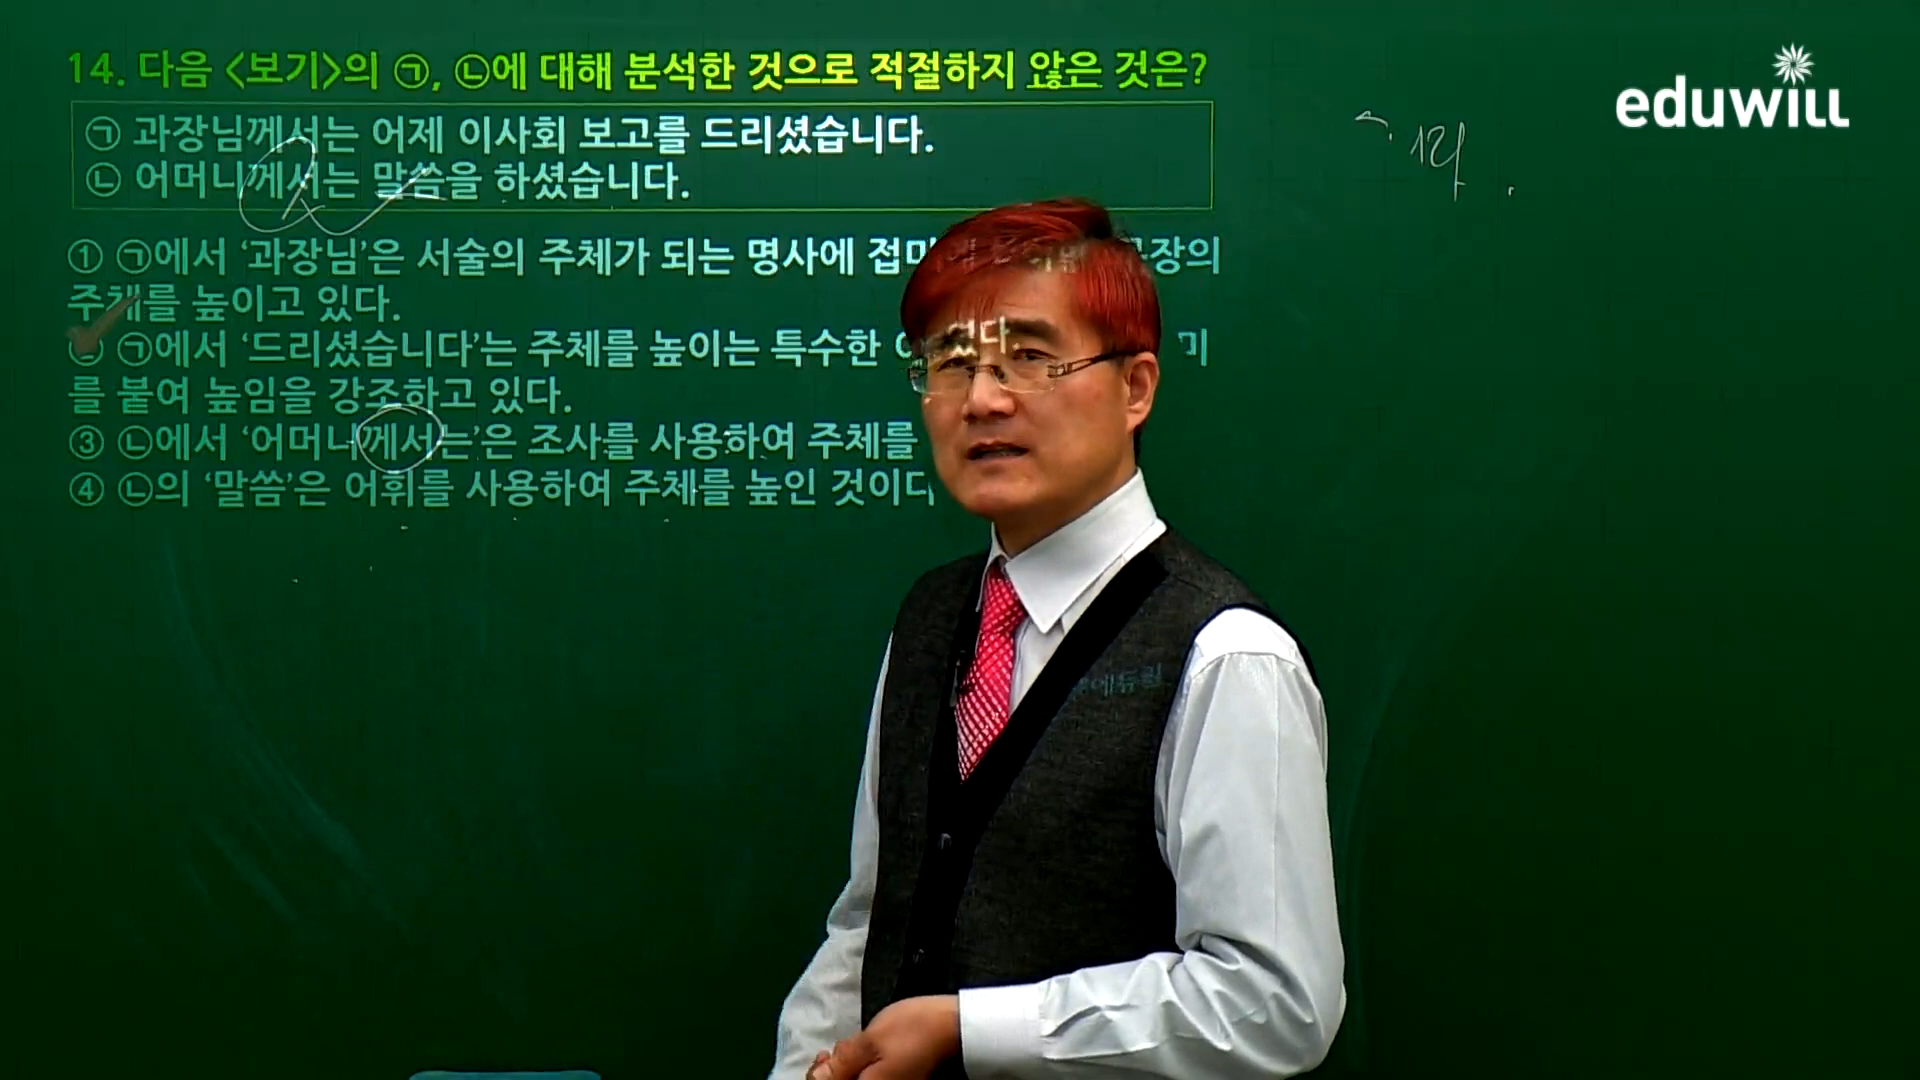 eduwill
14. 다음 <보기>의 ㉠, ㉡에 대해 분석한 것으로 적절하지 않은 것은?
㉠ 과장님께서는 어제 이사회 보고를 드리셨습니다.
㉡ 어머니께서는 말씀을 하셨습니다.
① ㉠에서 ‘과장님’은 서술의 주체가 되는 명사에 문장의
주체를 높이고 있다.
㉠에서 ‘드리셨습니다’는 주체를 높이는 특수한
를 붙여 높임을 강조하고 있다.
③ ㉡에서 ‘어머니께서는’은 조사를 사용하여 주체를
④ ㉡의 ‘말씀’은 어휘를 사용하여 주체를 높인 것이다
에듀윌